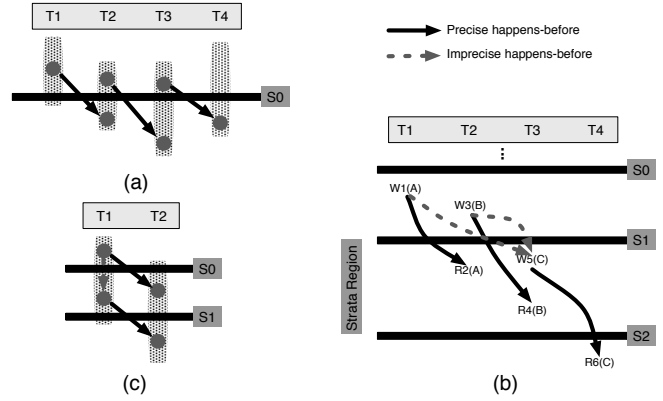 T1 T2 T3 T4
S0
(a)
T1 T2
S0
S1
(c)
Precise happens-before
Imprecise happens-before
T1 T2 T3 T4
S0
W1(A)
W3(B)
S1
W5(C)
R2(A)
R4(B)
Strata Region
S2
R6(C)
(b)